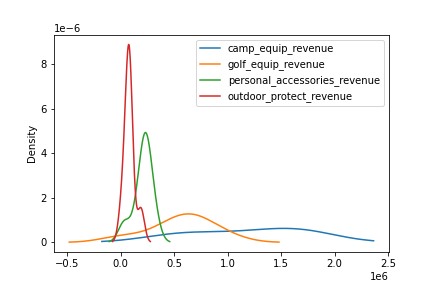 1e−6
camp_equip_revenue
golf_equip_revenue
personal_accessories_revenue
outdoor_protect_revenue
8
6
4
2
0
Density
−0.5 0.0 0.5 1.0 1.5 2.0 2.5
1e6